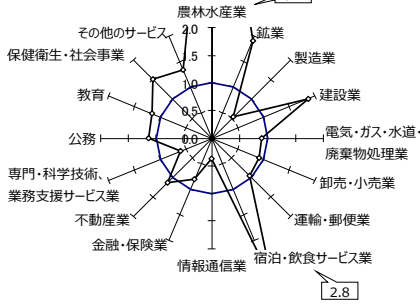 農林水産業
鉱業
製造業
建設業
電気・ガス・水道・
廃棄物処理業
卸売・小売業
運輸・郵便業
宿泊・飲食サービス業
2.8
情報通信業
金融・保険業
不動産業
専門・科学技術、
業務支援サービス業
公務
教育
保健衛生・社会事業
その他のサービス
2.0
1.5
1.0
0.5
0.0